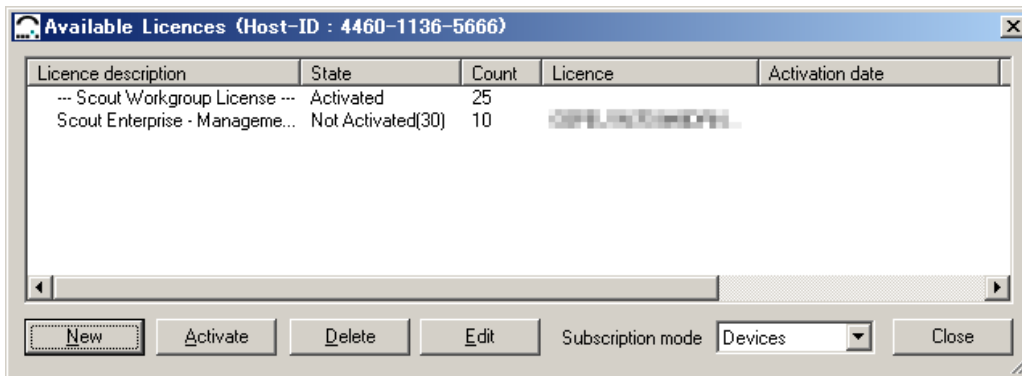 Available Licences (Host-ID : 4460-1136-5666)
Licence description State Count Licence Activation date
--- Scout Workgroup License --- Activated 25
Scout Enterprise - Manageme... Not Activated(30) 10
New Activate Delete Edit Subscription mode Devices Close